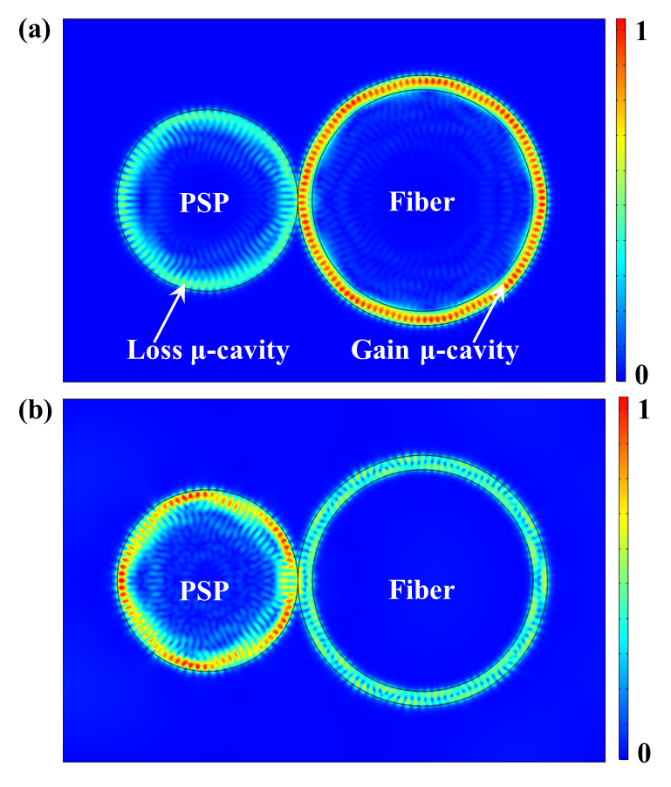 (a)
1
PSP
Fiber
Loss μ-cavity
Gain μ-cavity
0
(b)
1
PSP
Fiber
0